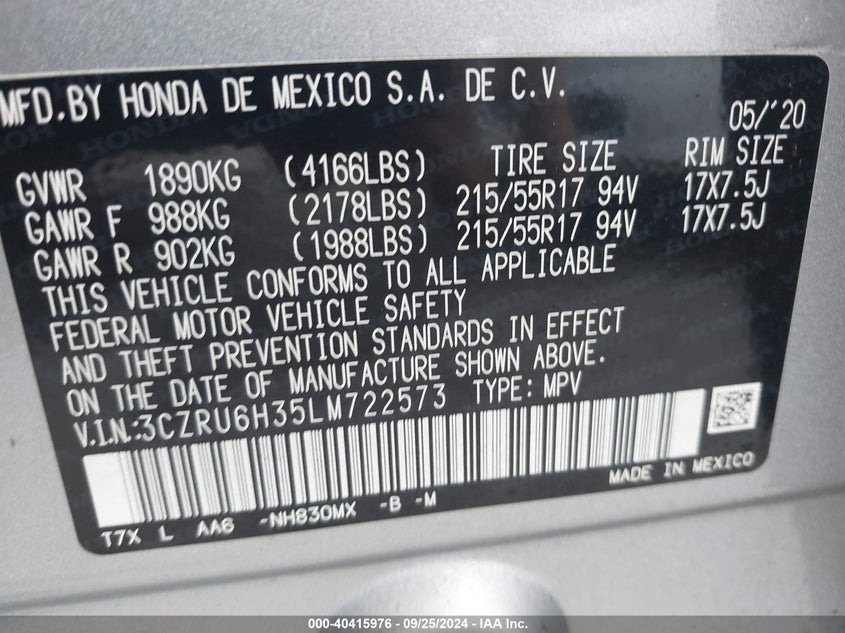 MFD.BY HONDA DE MEXICO S.A. DE C.V.
05/'20
GVWR 1890KG (4166LBS) TIRE SIZE RIM SIZE
GAWR F 988KG (2178LBS) 215/55R17 94V 17X7.5J
GAWR R 902KG (1988LBS) 215/55R17 94V 17X7.5J
THIS VEHICLE CONFORMS TO ALL APPLICABLE
FEDERAL MOTOR VEHICLE SAFETY
AND THEFT PREVENTION STANDARDS IN EFFECT
ON THE DATE OF MANUFACTURE SHOWN ABOVE.
V.I.N.:3CZRU6H35LM722573 TYPE: MPV
MADE IN MEXICO
T7X L AA6 -NH830MX -B -M
000-40415976 - 09/25/2024 - IAA Inc.